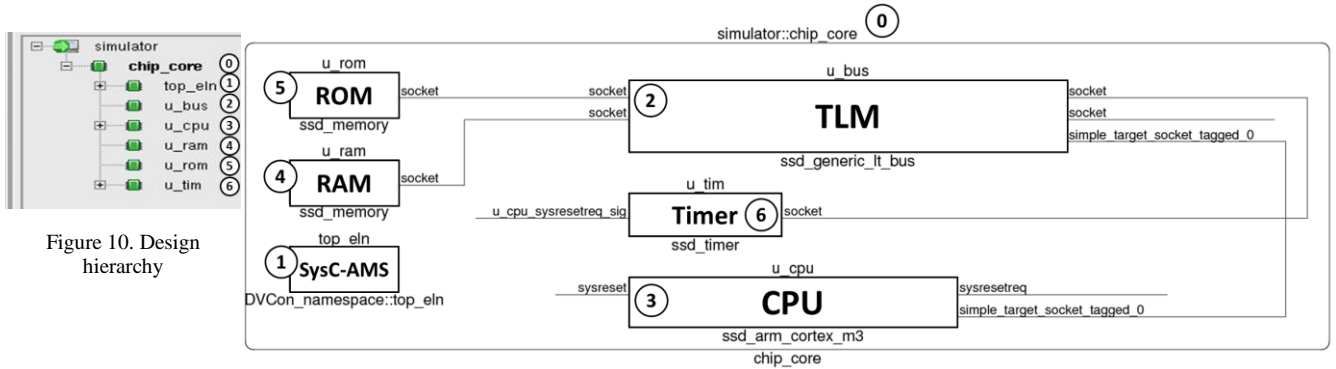 simulator
chip_core 0
top_eln 1
u_bus 2
u_cpu 3
u_ram 4
u_rom 5
u_tim 6
Figure 10. Design
hierarchy
simulator::chip_core 0
u_rom
5 ROM socket
ssd_memory
u_ram
4 RAM socket
ssd_memory
top_eln
1 SysC-AMS
DVCon_namespace::top_eln
u_bus
socket 2 TLM socket
socket socket
simple_target_socket_tagged_0
ssd_generic_lt_bus
u_tim
u_cpu_sysresetreq_sig Timer 6 socket
ssd_timer
u_cpu
sysreset 3 CPU sysresetreq
simple_target_socket_tagged_0
ssd_arm_cortex_m3
chip_core